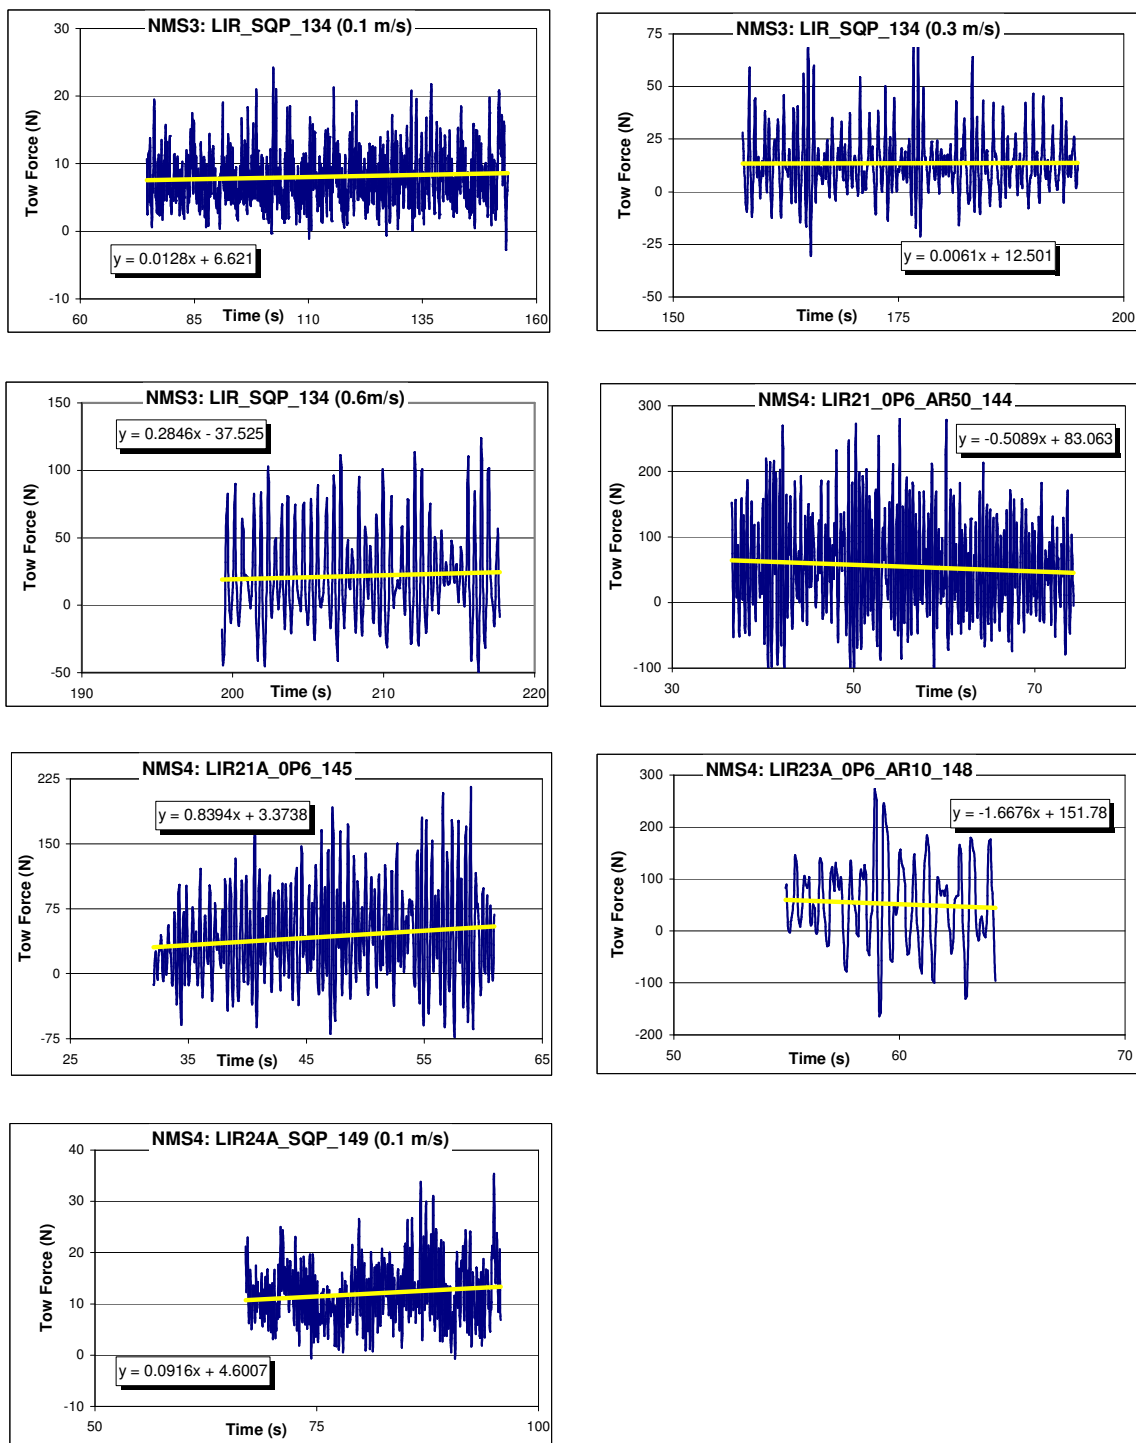 NMS3: LIR_SQP_134 (0.1 m/s)
30
20
10
0
-10
Tow Force (N)
y = 0.0128x + 6.621
60 85 110 135 160
Time (s)
NMS3: LIR_SQP_134 (0.3 m/s)
75
50
25
0
-25
-50
Tow Force (N)
y = 0.0061x + 12.501
150 175 200
Time (s)
NMS3: LIR_SQP_134 (0.6m/s)
150
100
50
0
-50
Tow Force (N)
y = 0.2846x - 37.525
190 200 210 220
Time (s)
NMS4: LIR21_0P6_AR50_144
300
200
100
0
-100
Tow Force (N)
y = -0.5089x + 83.063
30 50 70
Time (s)
NMS4: LIR21A_0P6_145
225
150
75
0
-75
Tow Force (N)
y = 0.8394x + 3.3738
25 35 45 55 65
Time (s)
NMS4: LIR23A_0P6_AR10_148
300
200
100
0
-100
-200
Tow Force (N)
y = -1.6676x + 151.78
50 60 70
Time (s)
NMS4: LIR24A_SQP_149 (0.1 m/s)
40
30
20
10
0
-10
Tow Force (N)
y = 0.0916x + 4.6007
50 75 100
Time (s)